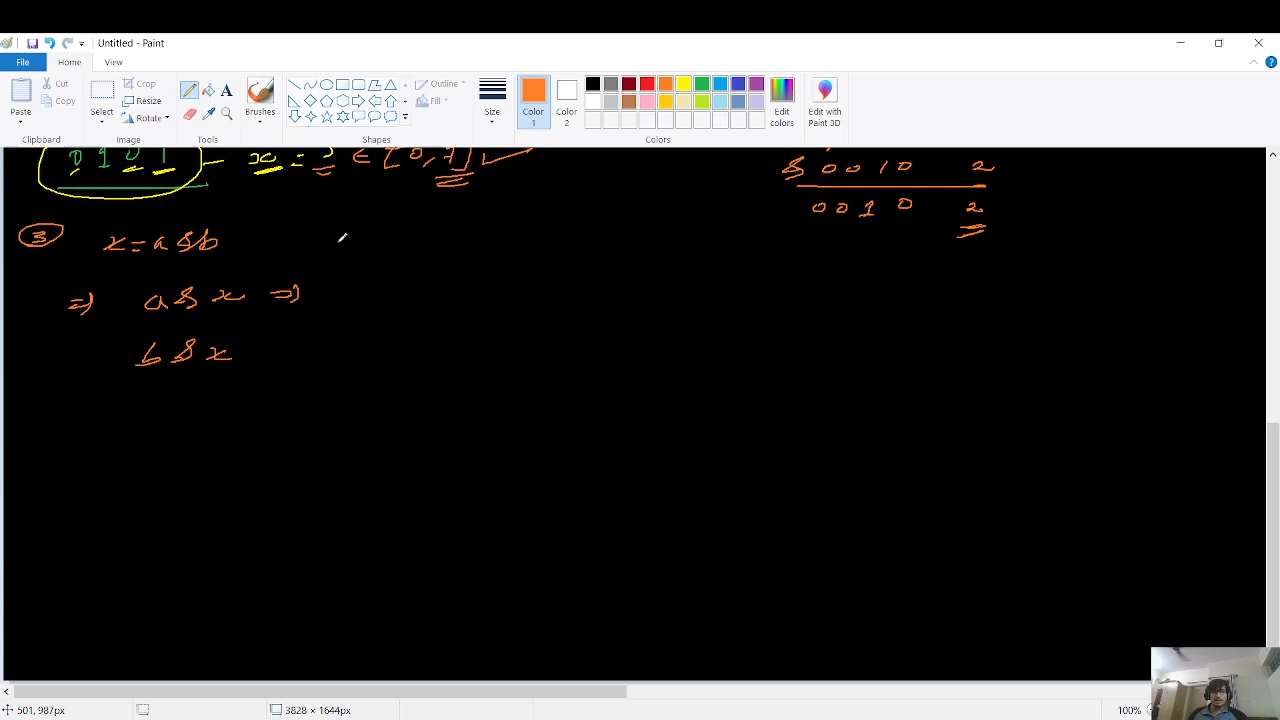 Untitled - Paint
File Home View
Paste Cut Copy Clipboard
Select Crop Resize Rotate Image
Tools
Brushes
Outline Fill Shapes
Size
Color 1 Color 2 Edit colors Colors
Edit with Paint 3D
0 1 0 1 - x = 2 ∈ [0, 7] ✓
& 0 0 1 0 2
0 0 1 0 2
3 x = a & b
=> a & x =>
b & x
501, 987px 3828 × 1644px 100%